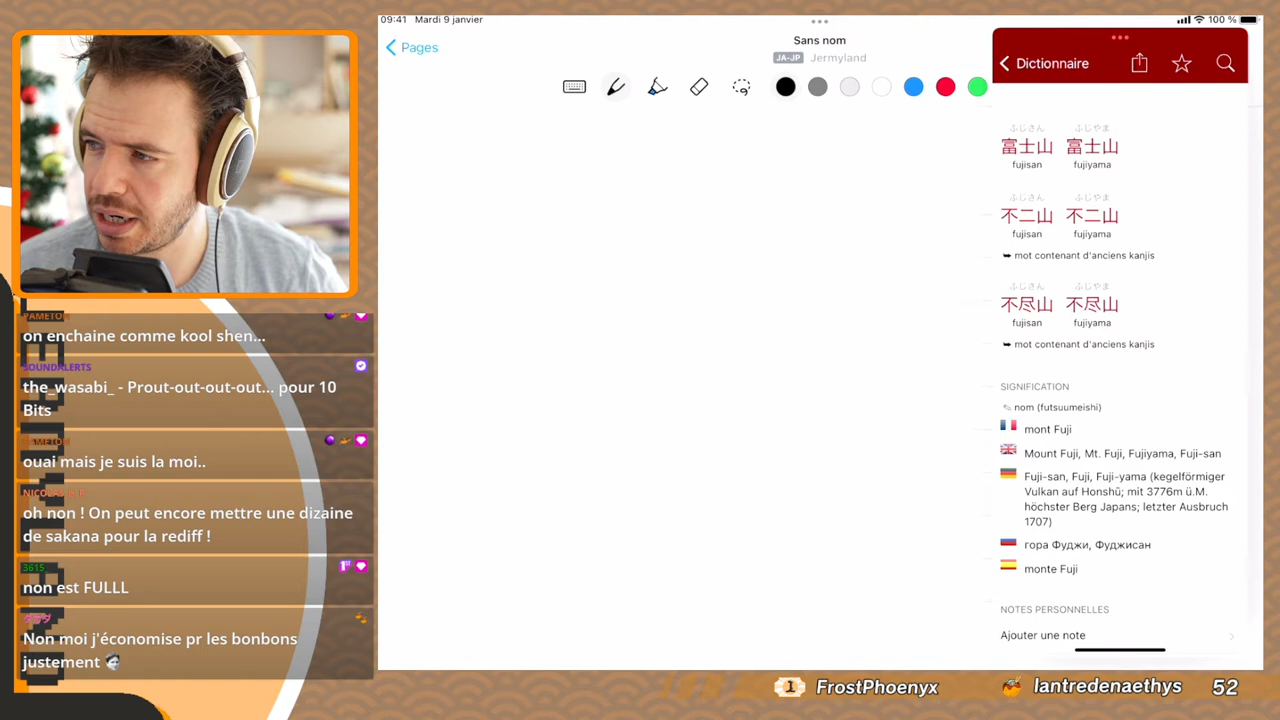 09:41 Mardi 9 janvier
100 %
Pages
Sans nom
JA-JP Jermyland
Dictionnaire
ふじさん ふじやま
富士山 富士山
fujisan fujiyama
ふじさん ふじやま
不二山 不二山
fujisan fujiyama
mot contenant d'anciens kanjis
ふじさん ふじやま
不尽山 不尽山
fujisan fujiyama
mot contenant d'anciens kanjis
SIGNIFICATION
nom (futsuumeishi)
mont Fuji
Mount Fuji, Mt. Fuji, Fujiyama, Fuji-san
Fuji-san, Fuji, Fuji-yama (kegelförmiger
Vulkan auf Honshū; mit 3776m ü.M.
höchster Berg Japans; letzter Ausbruch
1707)
гора Фуджи, Фуджисан
monte Fuji
NOTES PERSONNELLES
Ajouter une note
PAMETOK
on enchaine comme kool shen...
SOUNDALERTS
the_wasabi_ - Prout-out-out-out... pour 10
Bits
PAMETOK
ouai mais je suis la moi..
oh non ! On peut encore mettre une dizaine
de sakana pour la rediff !
3615
non est FULLL
Non moi j'économise pr les bonbons
justement
1 FrostPhoenyx
lantredenaethys 52